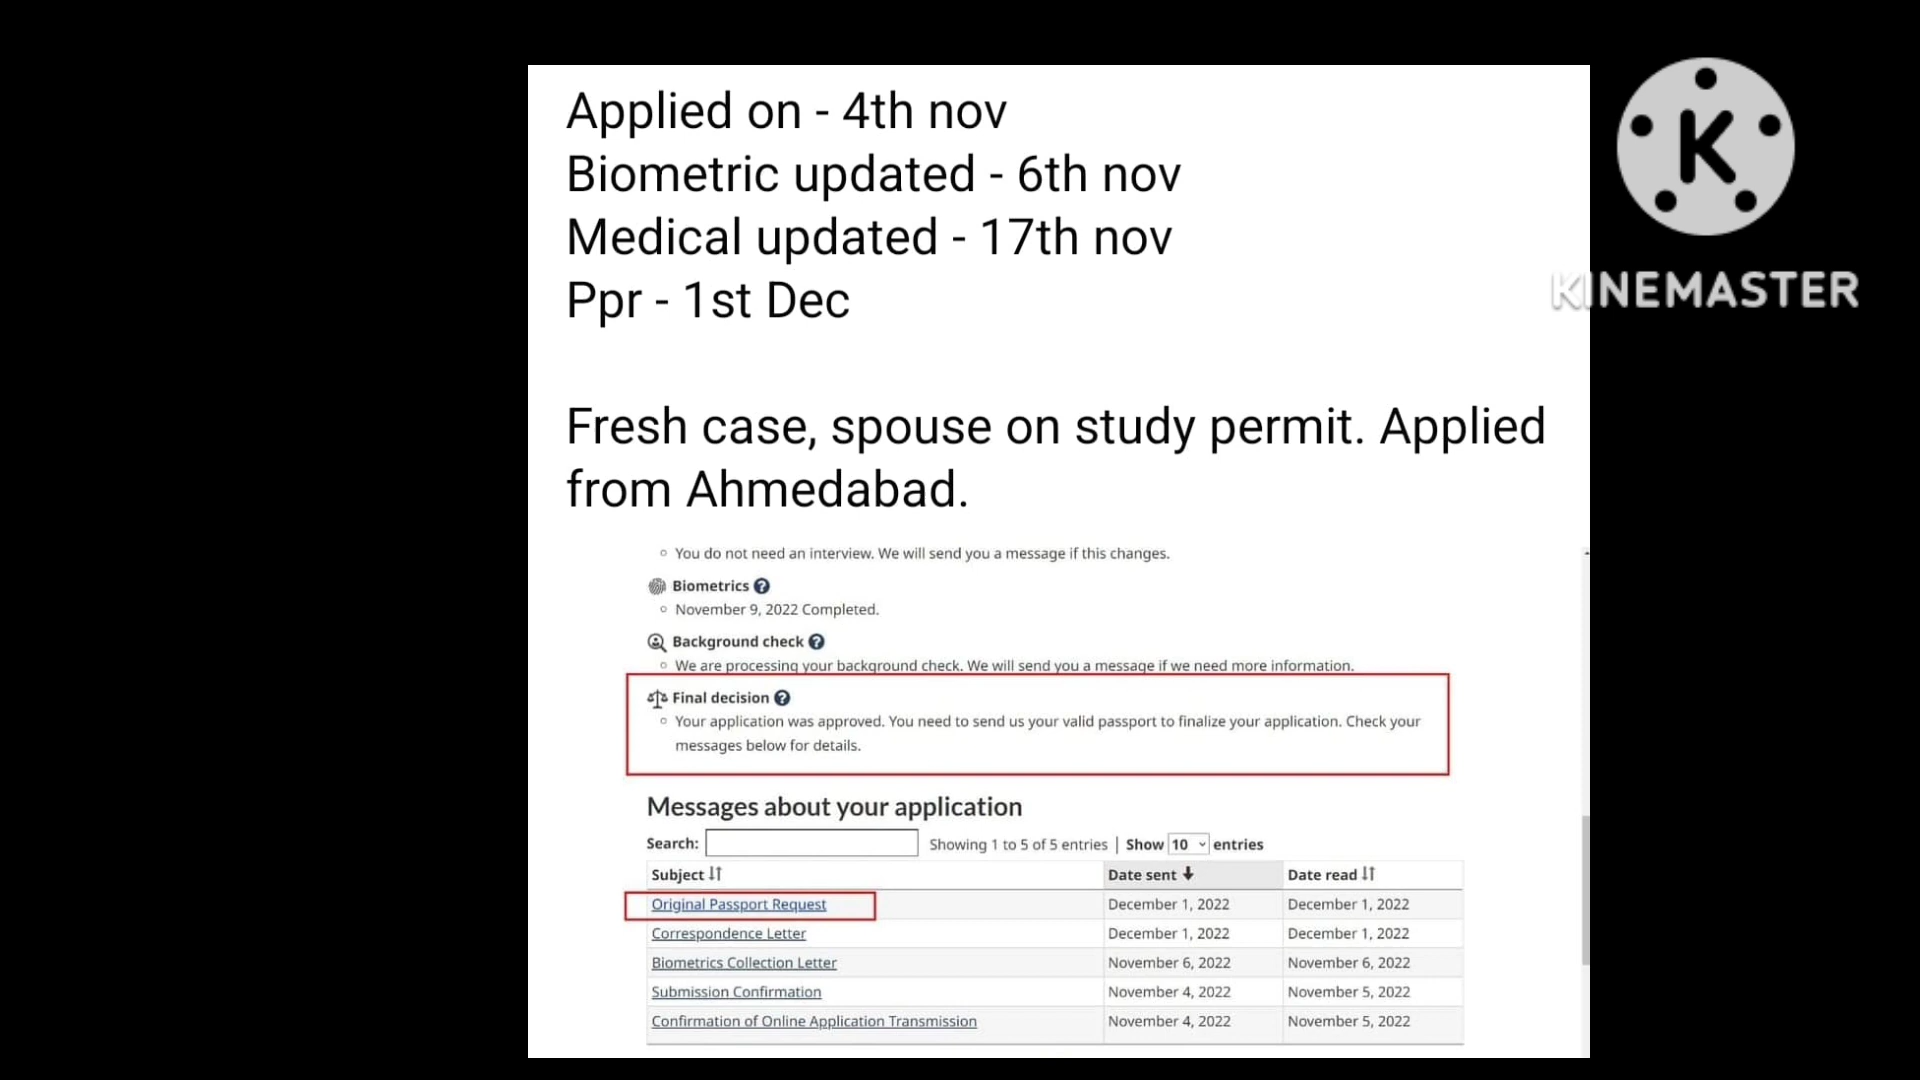 Applied on - 4th nov
Biometric updated - 6th nov
Medical updated - 17th nov
Ppr - 1st Dec
Fresh case, spouse on study permit. Applied
from Ahmedabad.
K
KINEMASTER
You do not need an interview. We will send you a message if this changes.
Biometrics ?
November 9, 2022 Completed.
Background check ?
We are processing your background check. We will send you a message if we need more information.
Final decision ?
Your application was approved. You need to send us your valid passport to finalize your application. Check your
messages below for details.
Messages about your application
Search: Showing 1 to 5 of 5 entries | Show 10 entries
Subject Date sent Date read
Original Passport Request December 1, 2022 December 1, 2022
Correspondence Letter December 1, 2022 December 1, 2022
Biometrics Collection Letter November 6, 2022 November 6, 2022
Submission Confirmation November 4, 2022 November 5, 2022
Confirmation of Online Application Transmission November 4, 2022 November 5, 2022